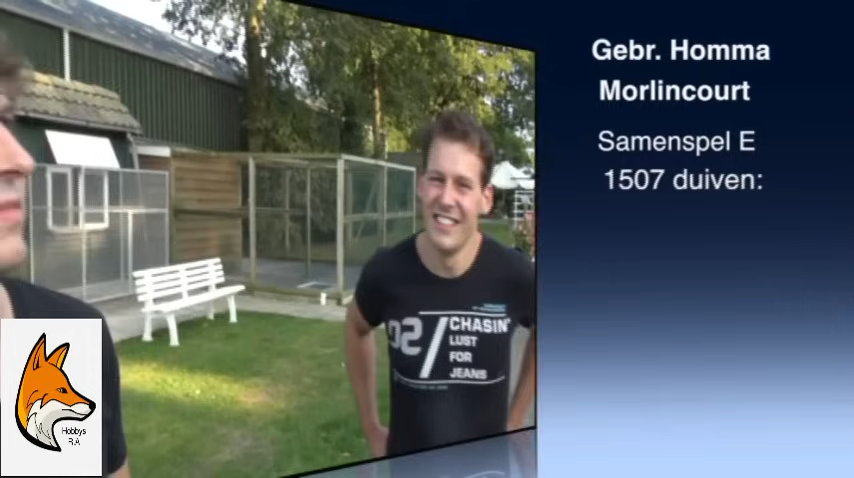 Gebr. Homma
Morlincourt
Samenspel E
1507 duiven:
02/CHASIN'
LUST
FOR
JEANS
Hobbys
R.A